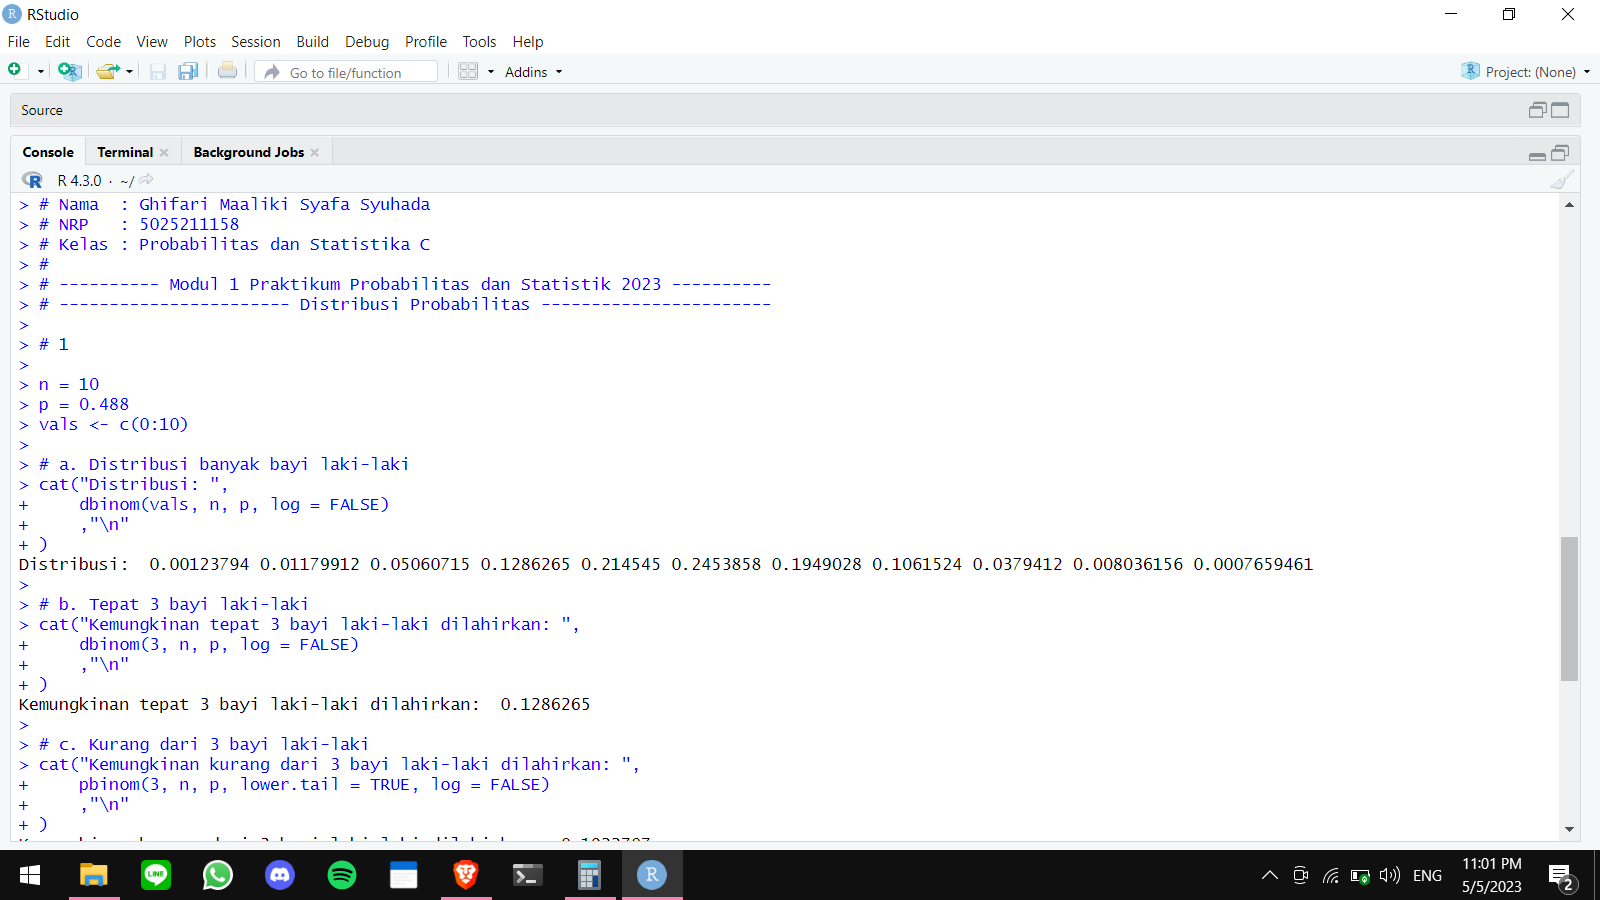 RStudio
File Edit Code View Plots Session Build Debug Profile Tools Help
Go to file/function Addins Project: (None)
Source
Console Terminal Background Jobs
R 4.3.0 · ~/
> # Nama  : Ghifari Maaliki Syafa Syuhada
> # NRP   : 5025211158
> # Kelas : Probabilitas dan Statistika C
> #
> # ---------- Modul 1 Praktikum Probabilitas dan Statistik 2023 ----------
> # ----------------------- Distribusi Probabilitas -----------------------
>
> # 1
>
> n = 10
> p = 0.488
> vals <- c(0:10)
>
> # a. Distribusi banyak bayi laki-laki
> cat("Distribusi: ",
+     dbinom(vals, n, p, log = FALSE)
+     ,"\n"
+ )
Distribusi:  0.00123794 0.01179912 0.05060715 0.1286265 0.214545 0.2453858 0.1949028 0.1061524 0.0379412 0.008036156 0.0007659461
>
> # b. Tepat 3 bayi laki-laki
> cat("Kemungkinan tepat 3 bayi laki-laki dilahirkan: ",
+     dbinom(3, n, p, log = FALSE)
+     ,"\n"
+ )
Kemungkinan tepat 3 bayi laki-laki dilahirkan:  0.1286265
>
> # c. Kurang dari 3 bayi laki-laki
> cat("Kemungkinan kurang dari 3 bayi laki-laki dilahirkan: ",
+     pbinom(3, n, p, lower.tail = TRUE, log = FALSE)
+     ,"\n"
+ )
LINE
ENG
11:01 PM
5/5/2023
2